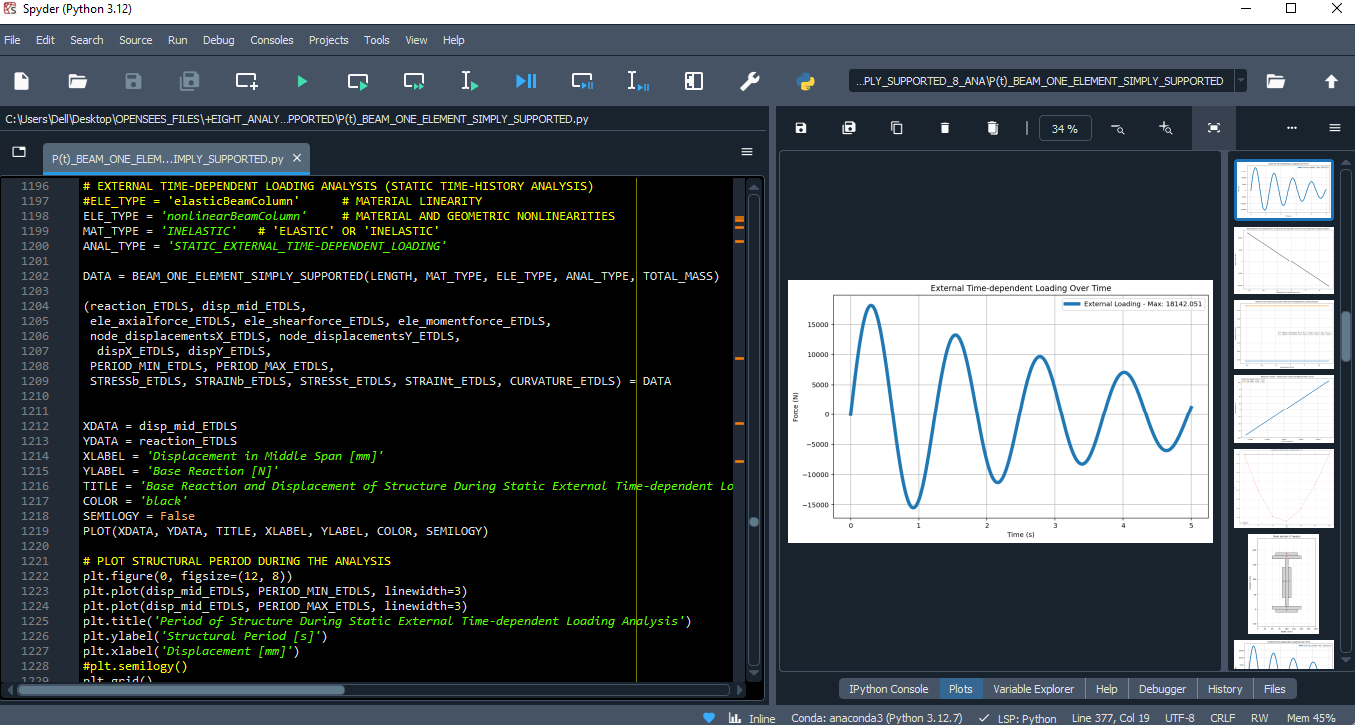 Spyder (Python 3.12)
File Edit Search Source Run Debug Consoles Projects Tools View Help
...PLY_SUPPORTED_8_ANA\P(t)_BEAM_ONE_ELEMENT_SIMPLY_SUPPORTED
C:\Users\Dell\Desktop\OPENSEES_FILES\+EIGHT_ANALY...PPORTED\P(t)_BEAM_ONE_ELEMENT_SIMPLY_SUPPORTED.py
P(t)_BEAM_ONE_ELEM...IMPLY_SUPPORTED.py
1196 # EXTERNAL TIME-DEPENDENT LOADING ANALYSIS (STATIC TIME-HISTORY ANALYSIS)
1197 #ELE_TYPE = 'elasticBeamColumn' # MATERIAL LINEARITY
1198 ELE_TYPE = 'nonlinearBeamColumn' # MATERIAL AND GEOMETRIC NONLINEARITIES
1199 MAT_TYPE = 'INELASTIC' # 'ELASTIC' OR 'INELASTIC'
1200 ANAL_TYPE = 'STATIC_EXTERNAL_TIME-DEPENDENT_LOADING'
1201
1202 DATA = BEAM_ONE_ELEMENT_SIMPLY_SUPPORTED(LENGTH, MAT_TYPE, ELE_TYPE, ANAL_TYPE, TOTAL_MASS)
1203
1204 (reaction_ETDLS, disp_mid_ETDLS,
1205 ele_axialforce_ETDLS, ele_shearforce_ETDLS, ele_momentforce_ETDLS,
1206 node_displacementsX_ETDLS, node_displacementsY_ETDLS,
1207 dispX_ETDLS, dispY_ETDLS,
1208 PERIOD_MIN_ETDLS, PERIOD_MAX_ETDLS,
1209 STRESSb_ETDLS, STRAINb_ETDLS, STRESSt_ETDLS, STRAINt_ETDLS, CURVATURE_ETDLS) = DATA
1210
1211
1212 XDATA = disp_mid_ETDLS
1213 YDATA = reaction_ETDLS
1214 XLABEL = 'Displacement in Middle Span [mm]'
1215 YLABEL = 'Base Reaction [N]'
1216 TITLE = 'Base Reaction and Displacement of Structure During Static External Time-dependent Lo
1217 COLOR = 'black'
1218 SEMILOGY = False
1219 PLOT(XDATA, YDATA, TITLE, XLABEL, YLABEL, COLOR, SEMILOGY)
1220
1221 # PLOT STRUCTURAL PERIOD DURING THE ANALYSIS
1222 plt.figure(0, figsize=(12, 8))
1223 plt.plot(disp_mid_ETDLS, PERIOD_MIN_ETDLS, linewidth=3)
1224 plt.plot(disp_mid_ETDLS, PERIOD_MAX_ETDLS, linewidth=3)
1225 plt.title('Period of Structure During Static External Time-dependent Loading Analysis')
1226 plt.ylabel('Structural Period [s]')
1227 plt.xlabel('Displacement [mm]')
1228 #plt.semilogy()
1229 plt.grid()
34 %
External Time-dependent Loading Over Time
External Loading - Max: 18142.051
15000
10000
5000
0
−5000
−10000
−15000
Force (N)
0 1 2 3 4 5
Time (s)
IPython Console Plots Variable Explorer Help Debugger History Files
Inline Conda: anaconda3 (Python 3.12.7) LSP: Python Line 377, Col 19 UTF-8 CRLF RW Mem 45%